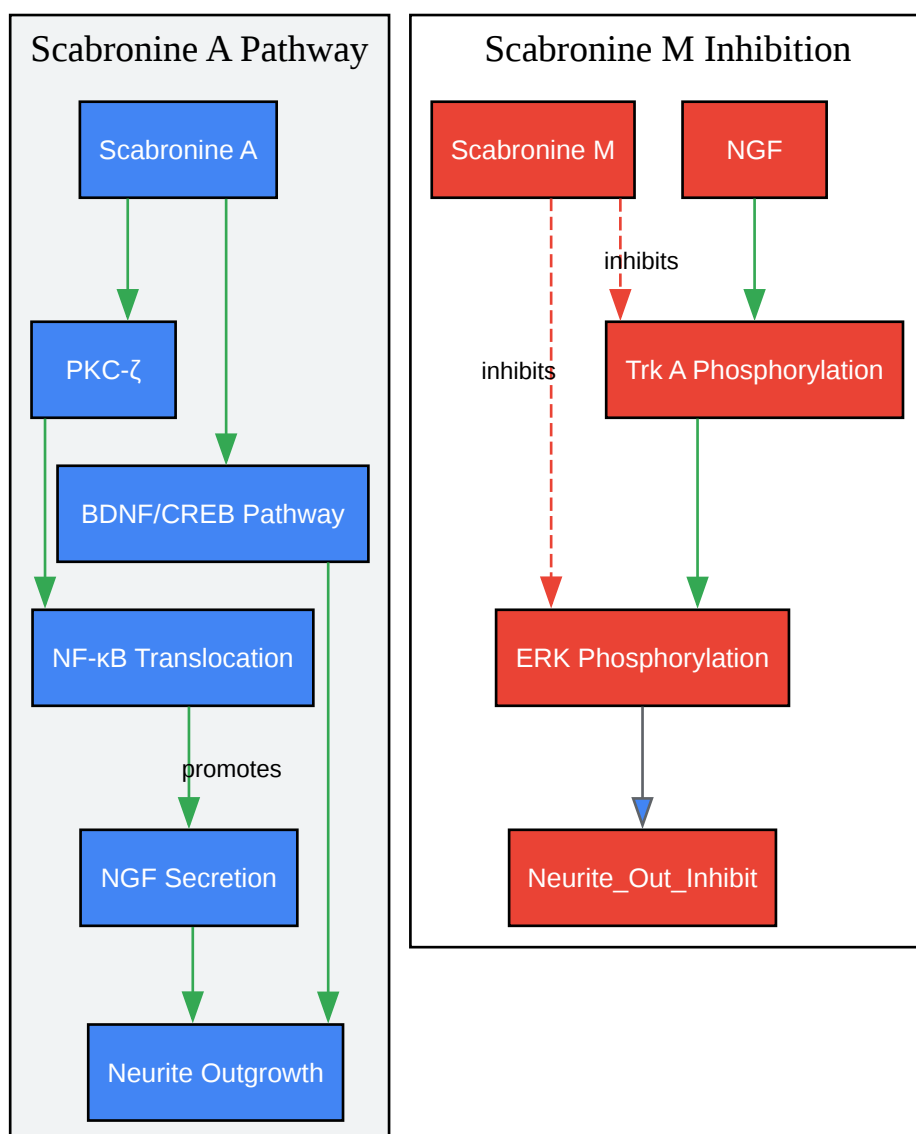 Scabronine A Pathway
Scabronine A
PKC-ζ
BDNF/CREB Pathway
NF-κB Translocation
promotes
NGF Secretion
Neurite Outgrowth
Scabronine M Inhibition
Scabronine M
NGF
inhibits
Trk A Phosphorylation
inhibits
ERK Phosphorylation
Neurite_Out_Inhibit